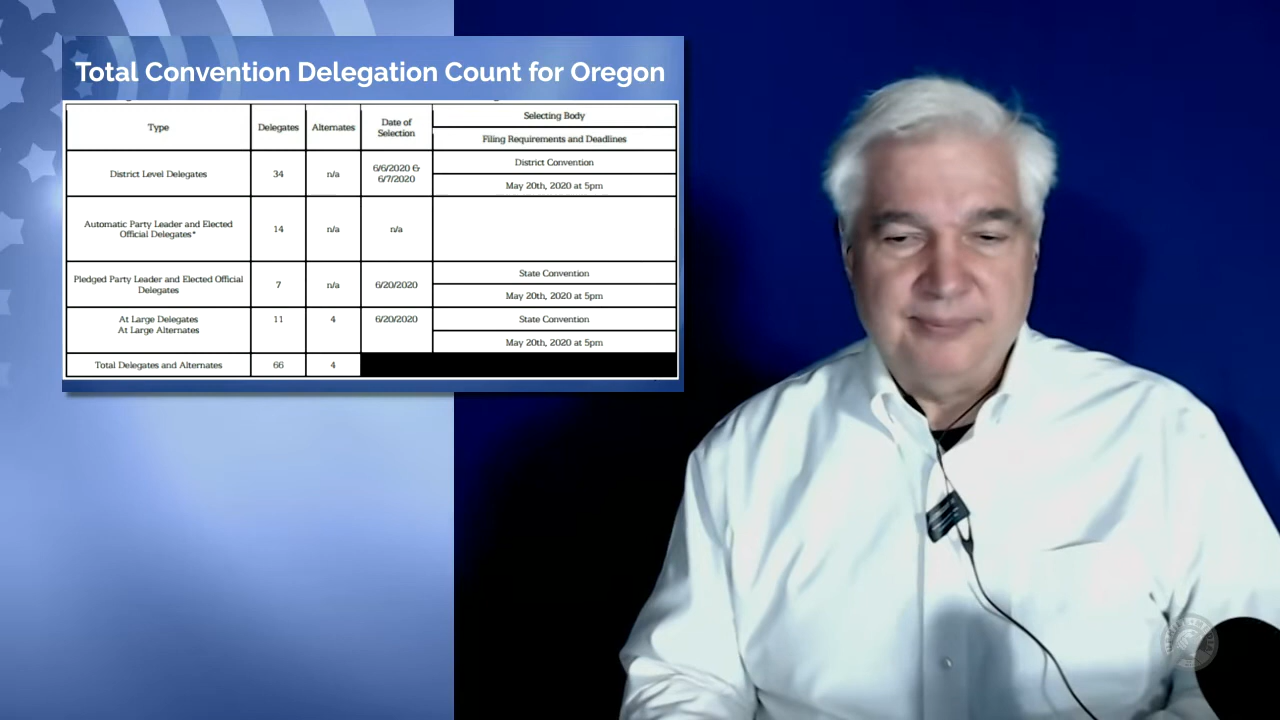 Total Convention Delegation Count for Oregon
Type
Delegates
Alternates
Date of
Selection
Selecting Body
Filing Requirements and Deadlines
District Level Delegates
34
n/a
6/6/2020 &
6/7/2020
District Convention
May 20th, 2020 at 5pm
Automatic Party Leader and Elected
Official Delegates*
14
n/a
n/a
Pledged Party Leader and Elected Official
Delegates
7
n/a
6/20/2020
State Convention
May 20th, 2020 at 5pm
At Large Delegates
At Large Alternates
11
4
6/20/2020
State Convention
May 20th, 2020 at 5pm
Total Delegates and Alternates
66
4